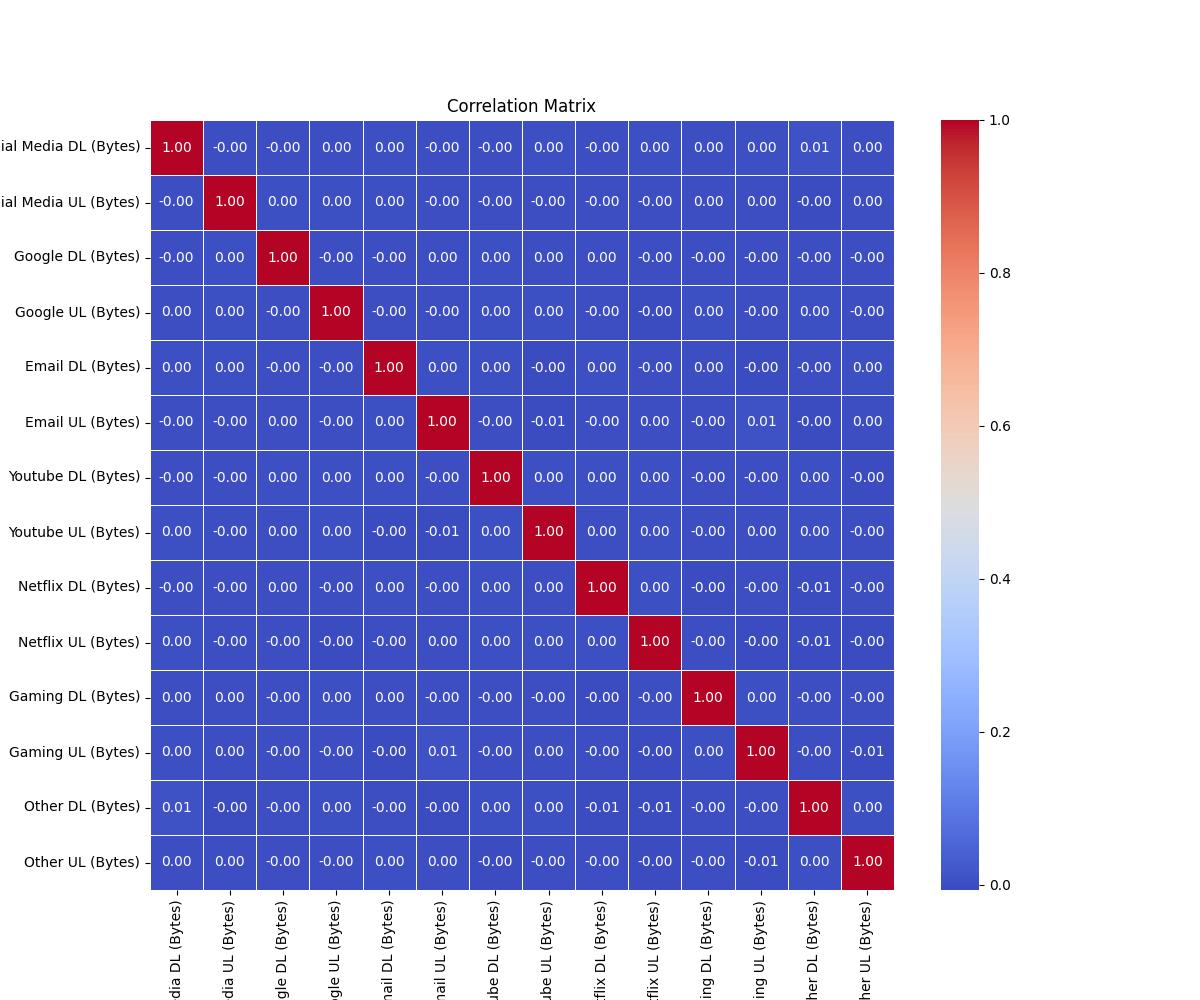 Correlation Matrix
ial Media DL (Bytes) 1.00 -0.00 -0.00 0.00 0.00 -0.00 -0.00 0.00 -0.00 0.00 0.00 0.00 0.01 0.00 1.0
ial Media UL (Bytes) -0.00 1.00 0.00 0.00 0.00 -0.00 -0.00 -0.00 -0.00 -0.00 0.00 0.00 -0.00 0.00
Google DL (Bytes) -0.00 0.00 1.00 -0.00 -0.00 0.00 0.00 0.00 0.00 -0.00 -0.00 -0.00 -0.00 -0.00
0.8
Google UL (Bytes) 0.00 0.00 -0.00 1.00 -0.00 -0.00 0.00 0.00 -0.00 -0.00 0.00 -0.00 0.00 -0.00
Email DL (Bytes) 0.00 0.00 -0.00 -0.00 1.00 0.00 0.00 -0.00 0.00 -0.00 0.00 -0.00 -0.00 0.00
Email UL (Bytes) -0.00 -0.00 0.00 -0.00 0.00 1.00 -0.00 -0.01 -0.00 0.00 -0.00 0.01 -0.00 0.00 0.6
Youtube DL (Bytes) -0.00 -0.00 0.00 0.00 0.00 -0.00 1.00 0.00 0.00 0.00 -0.00 -0.00 0.00 -0.00
Youtube UL (Bytes) 0.00 -0.00 0.00 0.00 -0.00 -0.01 0.00 1.00 0.00 0.00 -0.00 0.00 0.00 -0.00
Netflix DL (Bytes) -0.00 -0.00 0.00 -0.00 0.00 -0.00 0.00 0.00 1.00 0.00 -0.00 -0.00 -0.01 -0.00 0.4
Netflix UL (Bytes) 0.00 -0.00 -0.00 -0.00 -0.00 0.00 0.00 0.00 0.00 1.00 -0.00 -0.00 -0.01 -0.00
Gaming DL (Bytes) 0.00 0.00 -0.00 0.00 0.00 -0.00 -0.00 -0.00 -0.00 -0.00 1.00 0.00 -0.00 -0.00
0.2
Gaming UL (Bytes) 0.00 0.00 -0.00 -0.00 -0.00 0.01 -0.00 0.00 -0.00 -0.00 0.00 1.00 -0.00 -0.01
Other DL (Bytes) 0.01 -0.00 -0.00 0.00 -0.00 -0.00 0.00 0.00 -0.01 -0.01 -0.00 -0.00 1.00 0.00
Other UL (Bytes) 0.00 0.00 -0.00 -0.00 0.00 0.00 -0.00 -0.00 -0.00 -0.00 -0.00 -0.01 0.00 1.00
0.0
dia DL (Bytes)
dia UL (Bytes)
gle DL (Bytes)
gle UL (Bytes)
nail DL (Bytes)
nail UL (Bytes)
ube DL (Bytes)
ube UL (Bytes)
tflix DL (Bytes)
tflix UL (Bytes)
ing DL (Bytes)
ing UL (Bytes)
her DL (Bytes)
her UL (Bytes)